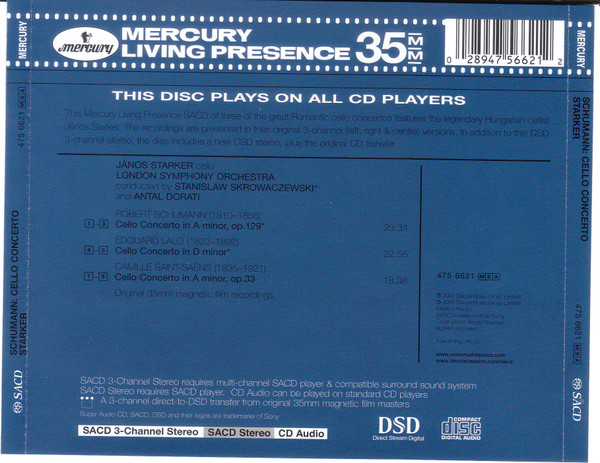 MERCURY
mercury
MERCURY
LIVING PRESENCE
35
MM
0 28947 56621 2
MERCURY
THIS DISC PLAYS ON ALL CD PLAYERS
This Mercury Living Presence SACD of three of the great Romantic cello concertos features the legendary Hungarian cellist
János Starker. The recordings are presented in their original 3-channel (left, right & centre) versions. In addition to this DSD
3-channel stereo, the disc includes a new DSD stereo, plus the original CD transfer.
JÁNOS STARKER cello
LONDON SYMPHONY ORCHESTRA
conducted by STANISLAW SKROWACZEWSKI*
and ANTAL DORATI
ROBERT SCHUMANN (1810–1856)
1 - 3 Cello Concerto in A minor, op.129* 23.34
EDOUARD LALO (1823–1892)
4 - 6 Cello Concerto in D minor* 22.55
CAMILLE SAINT-SAËNS (1835–1921)
7 - 9 Cello Concerto in A minor, op.33 18.38
Original 35mm magnetic film recordings
475 6621
www.universalclassics.com
SACD 3-Channel Stereo requires multi-channel SACD player & compatible surround sound system
SACD Stereo requires SACD player. CD Audio can be played on standard CD players
A 3-channel direct-to-DSD transfer from original 35mm magnetic film masters
Super Audio CD, SACD, DSD and their logos are trademarks of Sony
SACD 3-Channel Stereo SACD Stereo CD Audio
DSD
Direct Stream Digital
COMPACT
disc
DIGITAL AUDIO
475 6621
SCHUMANN: CELLO CONCERTO
STARKER
SACD
SCHUMANN: CELLO CONCERTO
STARKER
475 6621
SACD